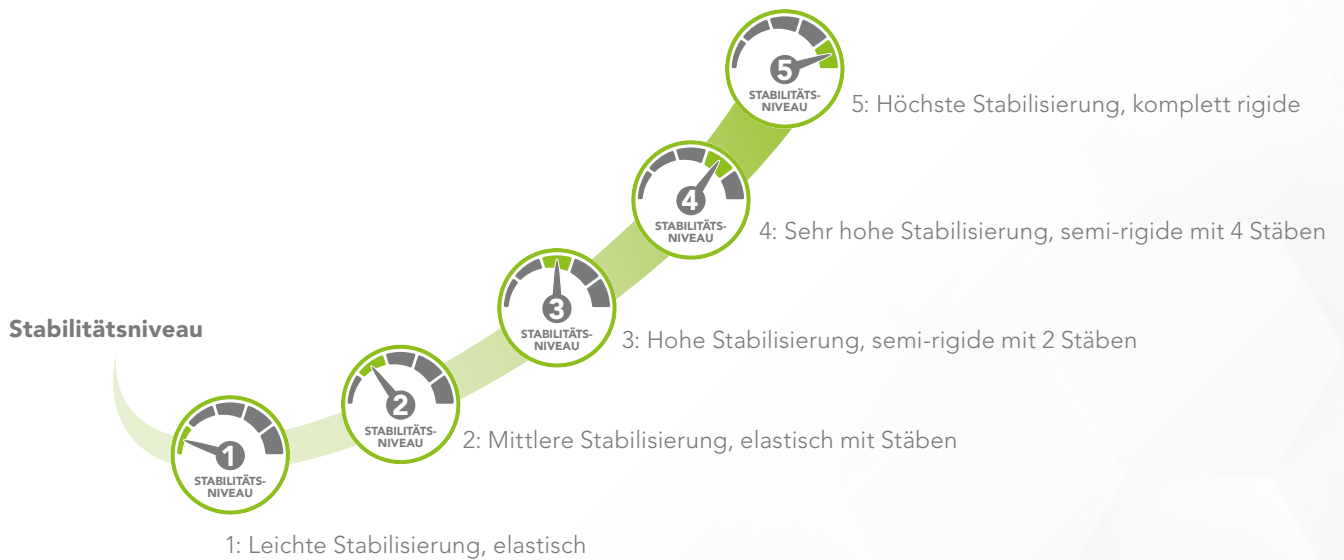 5
STABILITÄTS-
NIVEAU
5: Höchste Stabilisierung, komplett rigide
4
STABILITÄTS-
NIVEAU
4: Sehr hohe Stabilisierung, semi-rigide mit 4 Stäben
3
STABILITÄTS-
NIVEAU
3: Hohe Stabilisierung, semi-rigide mit 2 Stäben
Stabilitätsniveau
2
STABILITÄTS-
NIVEAU
2: Mittlere Stabilisierung, elastisch mit Stäben
1
STABILITÄTS-
NIVEAU
1: Leichte Stabilisierung, elastisch